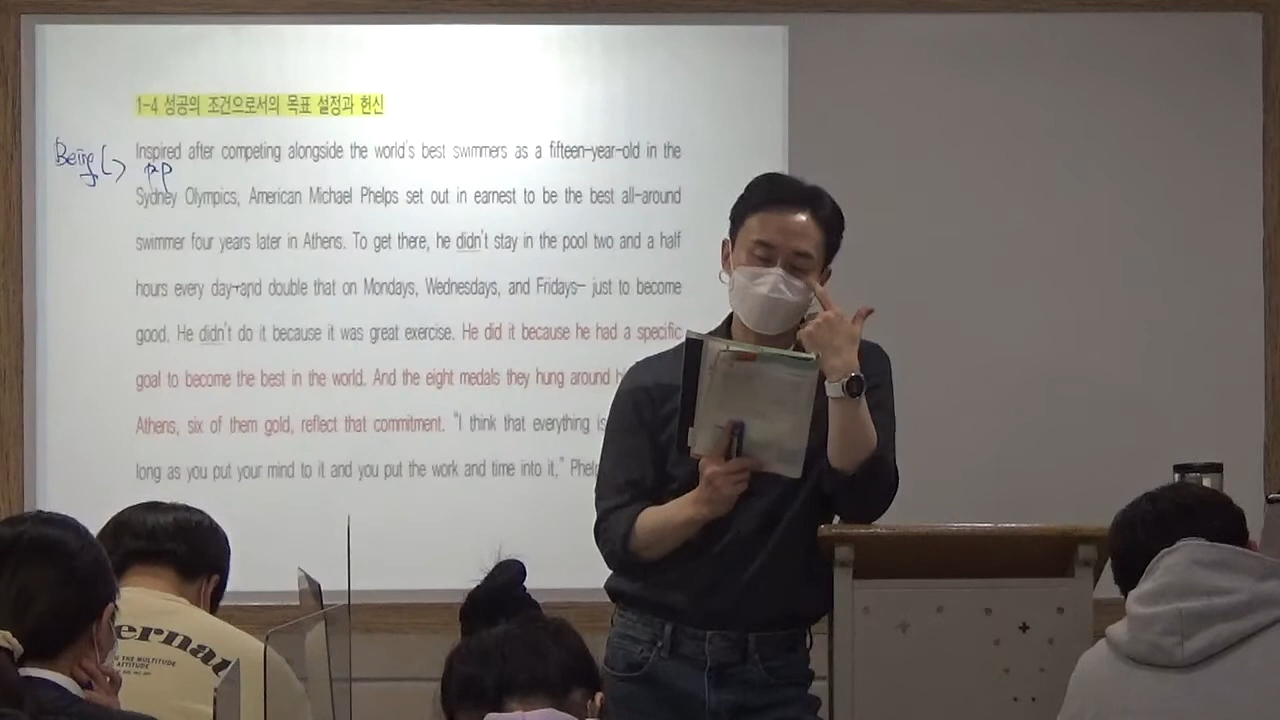 1-4 성공의 조건으로서의 목표 설정과 헌신
Being
Inspired after competing alongside the world's best swimmers as a fifteen-year-old in the
pp
Sydney Olympics, American Michael Phelps set out in earnest to be the best all-around
swimmer four years later in Athens. To get there, he didn't stay in the pool two and a half
hours every day-and double that on Mondays, Wednesdays, and Fridays- just to become
good. He didn't do it because it was great exercise. He did it because he had a specific
goal to become the best in the world. And the eight medals they hung around
Athens, six of them gold, reflect that commitment. "I think that everything is
long as you put your mind to it and you put the work and time into it," Phel
ernat
THE MULTITUDE
ATTITUDE